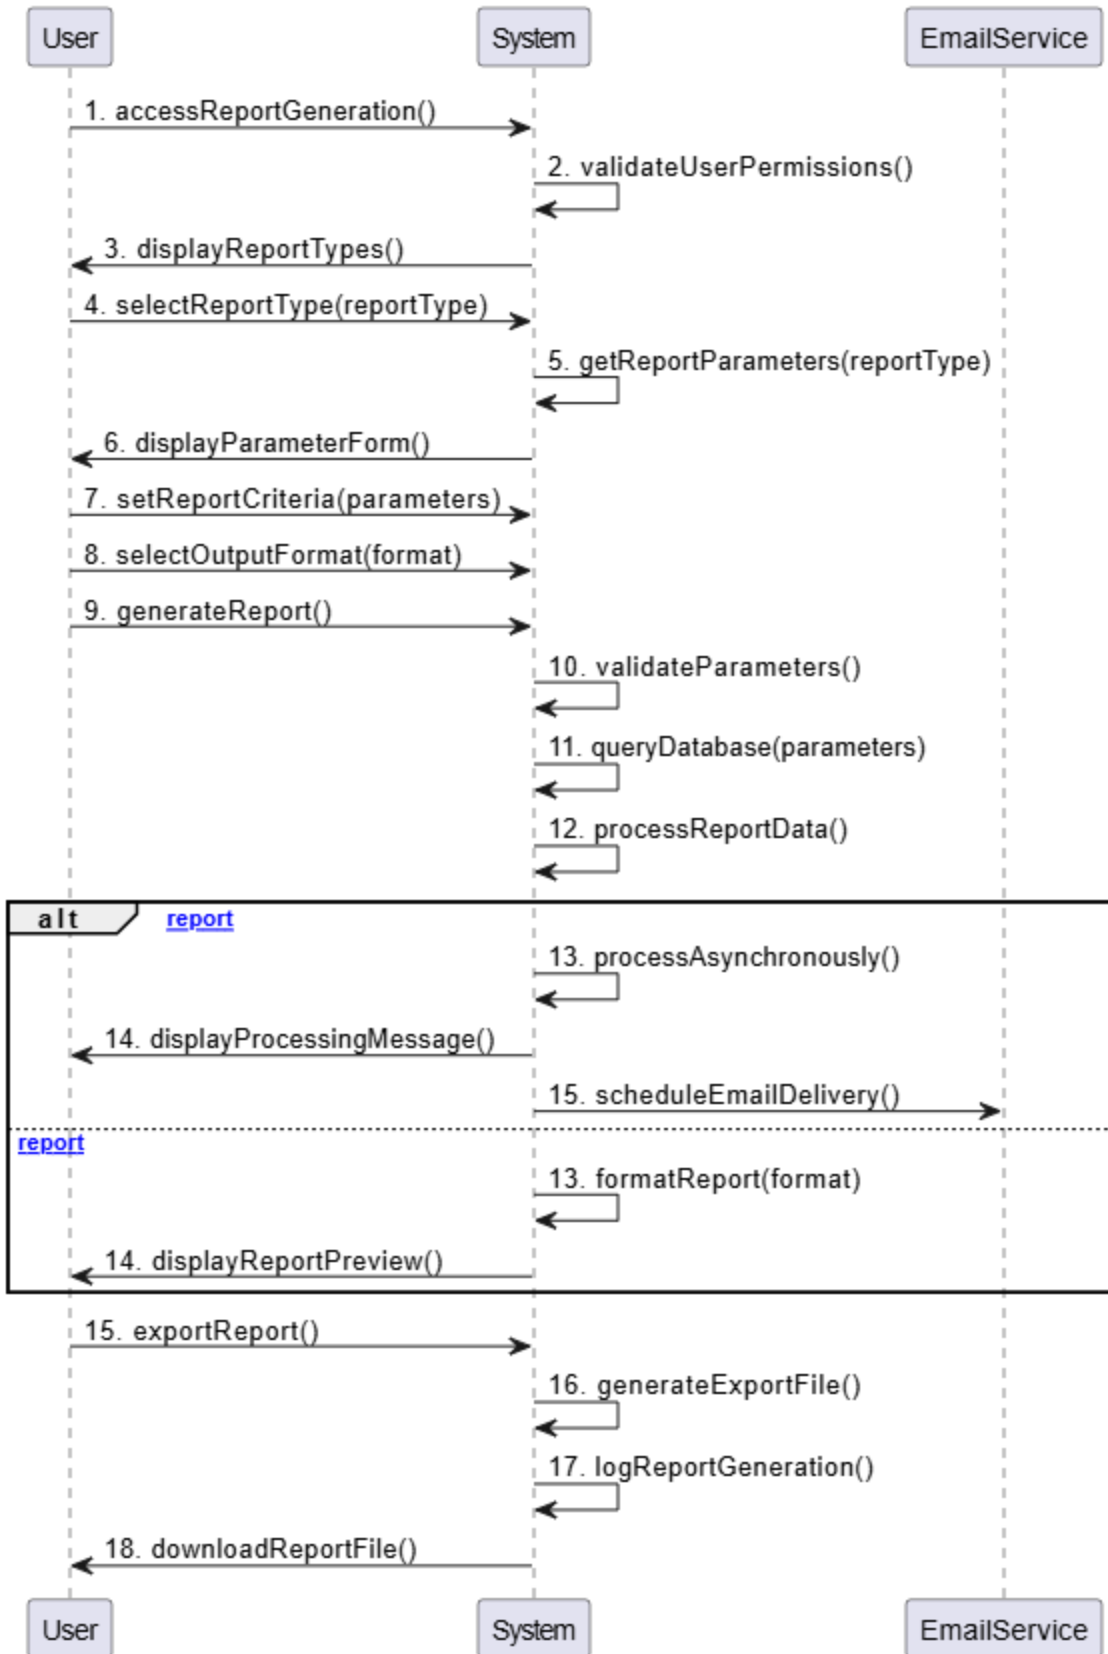 User System EmailService
1. accessReportGeneration()
2. validateUserPermissions()
3. displayReportTypes()
4. selectReportType(reportType)
5. getReportParameters(reportType)
6. displayParameterForm()
7. setReportCriteria(parameters)
8. selectOutputFormat(format)
9. generateReport()
10. validateParameters()
11. queryDatabase(parameters)
12. processReportData()
alt report
13. processAsynchronously()
14. displayProcessingMessage()
15. scheduleEmailDelivery()
report
13. formatReport(format)
14. displayReportPreview()
15. exportReport()
16. generateExportFile()
17. logReportGeneration()
18. downloadReportFile()
User System EmailService